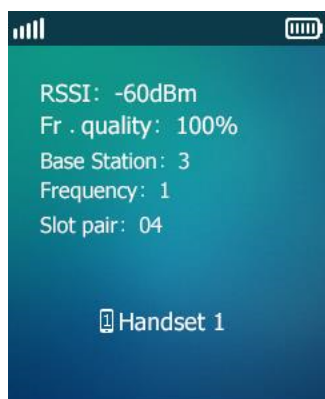 RSSI: -60dBm
Fr . quality: 100%
Base Station: 3
Frequency: 1
Slot pair: 04
1 Handset 1